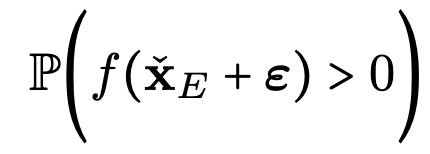 ℙ(f(𝐱̌_E + 𝜺) > 0)